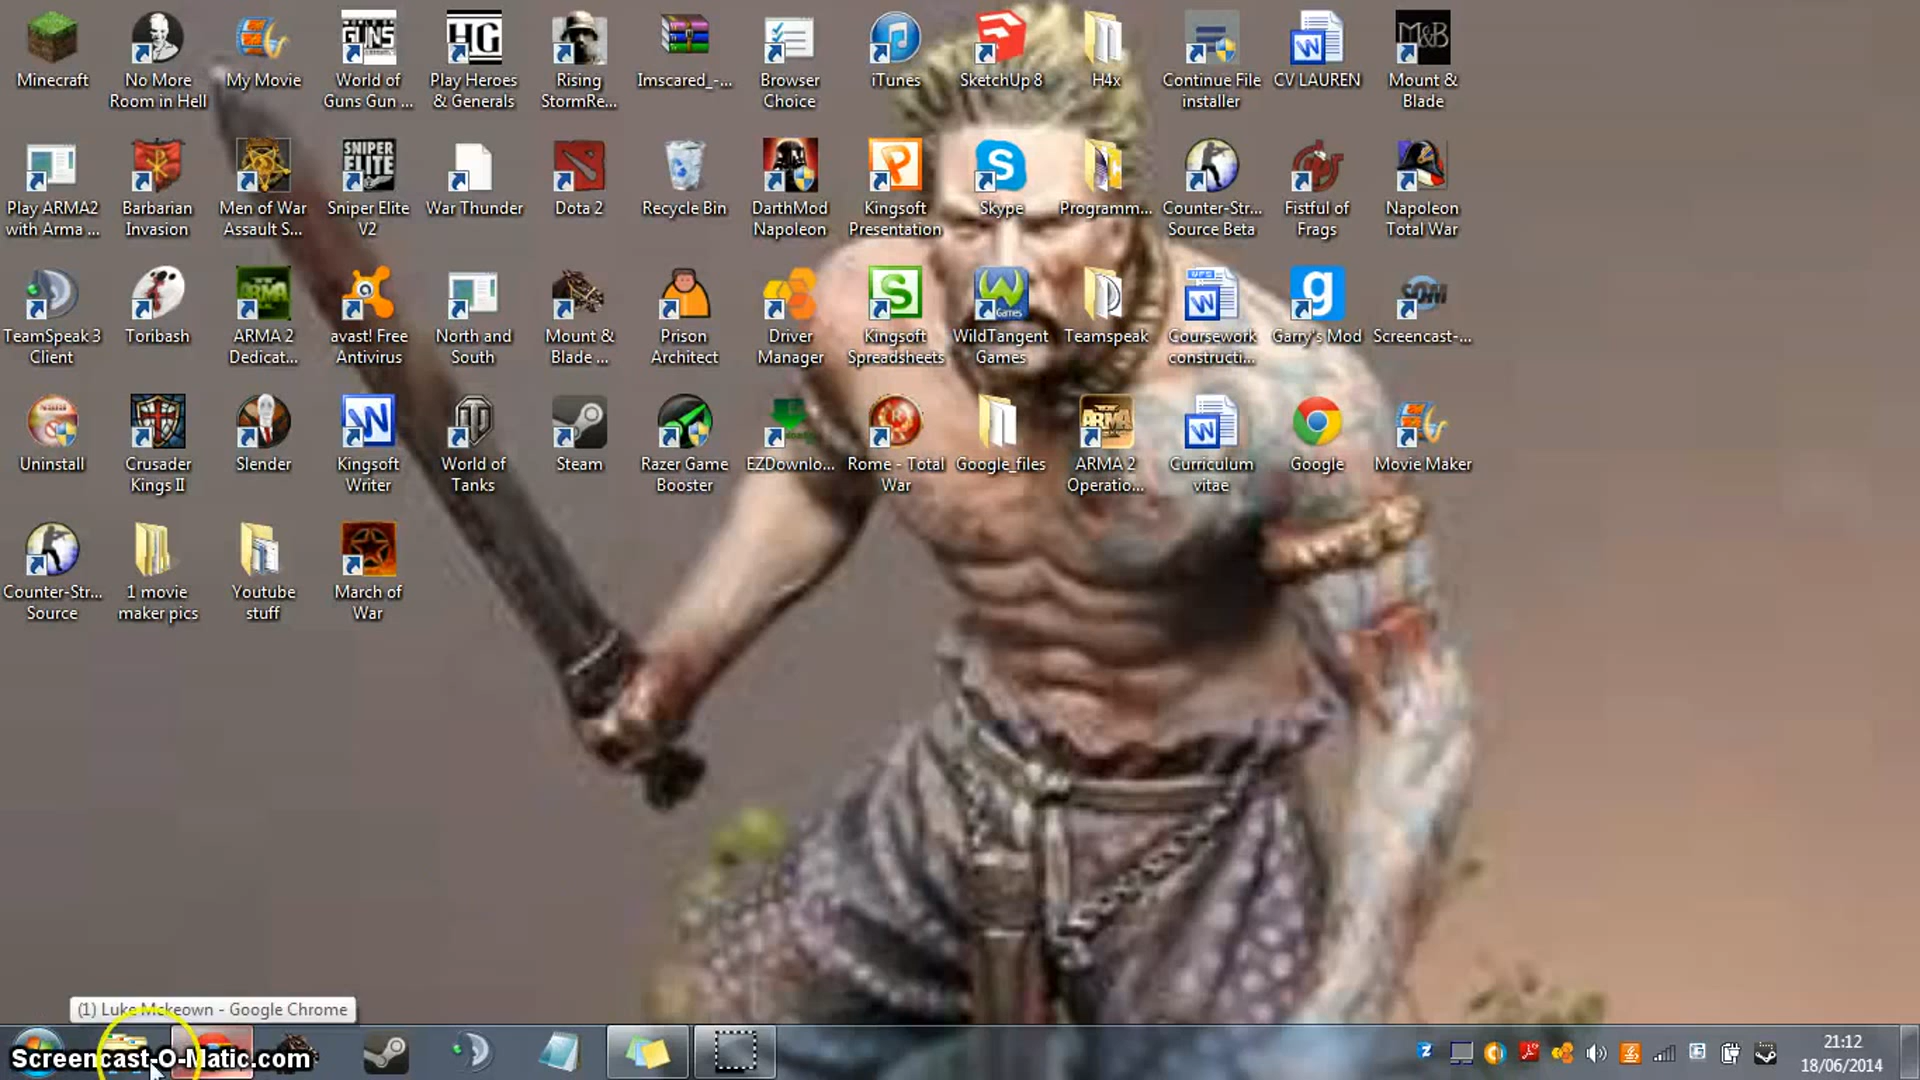 Minecraft
No More
Room in Hell
My Movie
World of
Guns Gun ...
Play Heroes
& Generals
Rising
StormRe...
Imscared_-...
Browser
Choice
iTunes
SketchUp 8
H4x
Continue File
installer
CV LAUREN
Mount &
Blade
Play ARMA2
with Arma ...
Barbarian
Invasion
Men of War
Assault S...
Sniper Elite
V2
War Thunder
Dota 2
Recycle Bin
DarthMod
Napoleon
Kingsoft
Presentation
Skype
Programm...
Counter-Str...
Source Beta
Fistful of
Frags
Napoleon
Total War
TeamSpeak 3
Client
Toribash
ARMA 2
Dedicat...
avast! Free
Antivirus
North and
South
Mount &
Blade ...
Prison
Architect
Driver
Manager
Kingsoft
Spreadsheets
WildTangent
Games
Teamspeak
Coursework
constructi...
Garry's Mod
Screencast-...
Uninstall
Crusader
Kings II
Slender
Kingsoft
Writer
World of
Tanks
Steam
Razer Game
Booster
EZDownlo...
Rome - Total
War
Google_files
ARMA 2
Operatio...
Curriculum
vitae
Google
Movie Maker
Counter-Str...
Source
1 movie
maker pics
Youtube
stuff
March of
War
(1) Luke Mckeown - Google Chrome
Screencast-O-Matic.com
21:12
18/06/2014